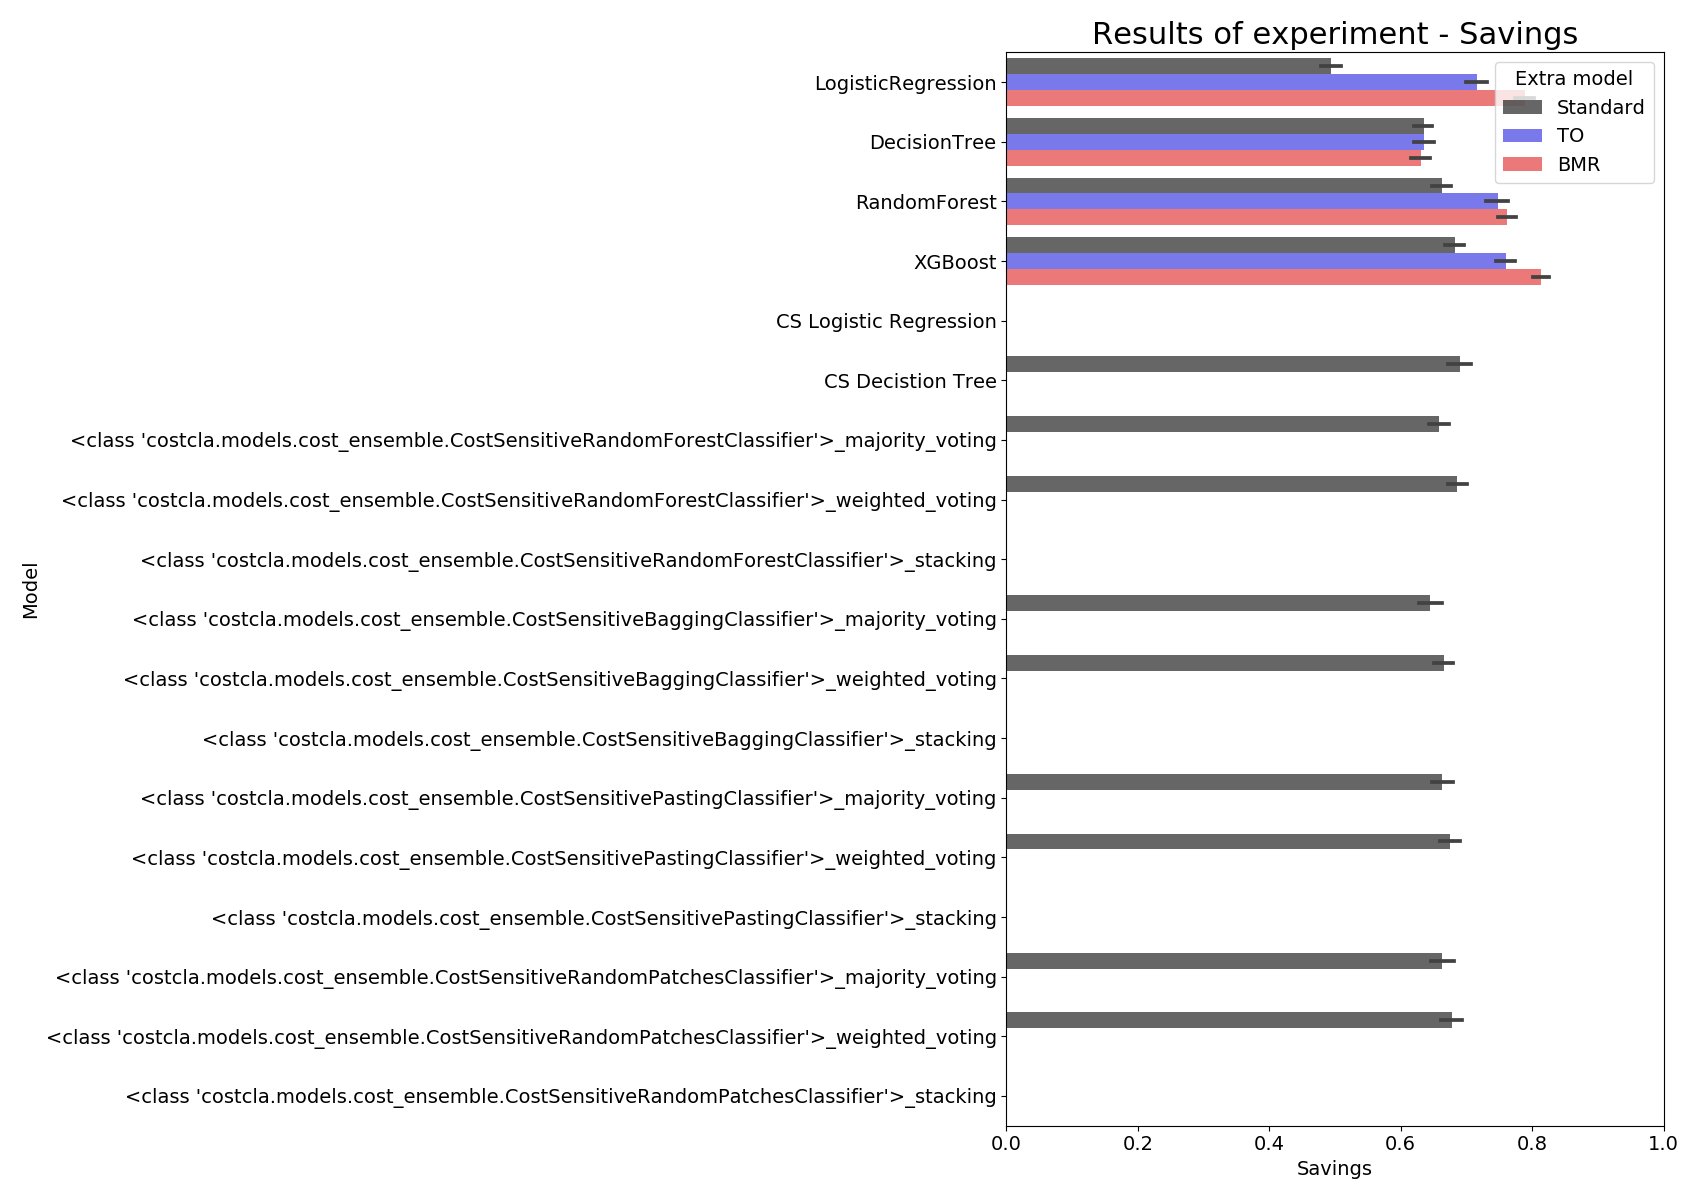 Results of experiment - Savings
Extra model
Standard
TO
BMR
LogisticRegression
DecisionTree
RandomForest
XGBoost
CS Logistic Regression
CS Decistion Tree
<class 'costcla.models.cost_ensemble.CostSensitiveRandomForestClassifier'>_majority_voting
<class 'costcla.models.cost_ensemble.CostSensitiveRandomForestClassifier'>_weighted_voting
<class 'costcla.models.cost_ensemble.CostSensitiveRandomForestClassifier'>_stacking
<class 'costcla.models.cost_ensemble.CostSensitiveBaggingClassifier'>_majority_voting
<class 'costcla.models.cost_ensemble.CostSensitiveBaggingClassifier'>_weighted_voting
<class 'costcla.models.cost_ensemble.CostSensitiveBaggingClassifier'>_stacking
<class 'costcla.models.cost_ensemble.CostSensitivePastingClassifier'>_majority_voting
<class 'costcla.models.cost_ensemble.CostSensitivePastingClassifier'>_weighted_voting
<class 'costcla.models.cost_ensemble.CostSensitivePastingClassifier'>_stacking
<class 'costcla.models.cost_ensemble.CostSensitiveRandomPatchesClassifier'>_majority_voting
<class 'costcla.models.cost_ensemble.CostSensitiveRandomPatchesClassifier'>_weighted_voting
<class 'costcla.models.cost_ensemble.CostSensitiveRandomPatchesClassifier'>_stacking
Model
0.0 0.2 0.4 0.6 0.8 1.0
Savings